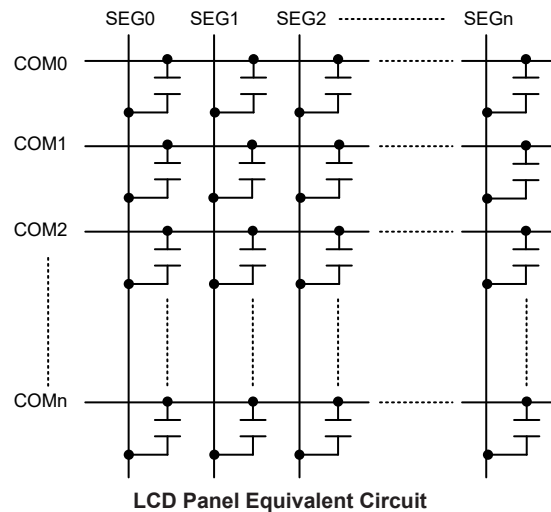 SEG0 SEG1 SEG2 SEGn
COM0
COM1
COM2
COMn
LCD Panel Equivalent Circuit